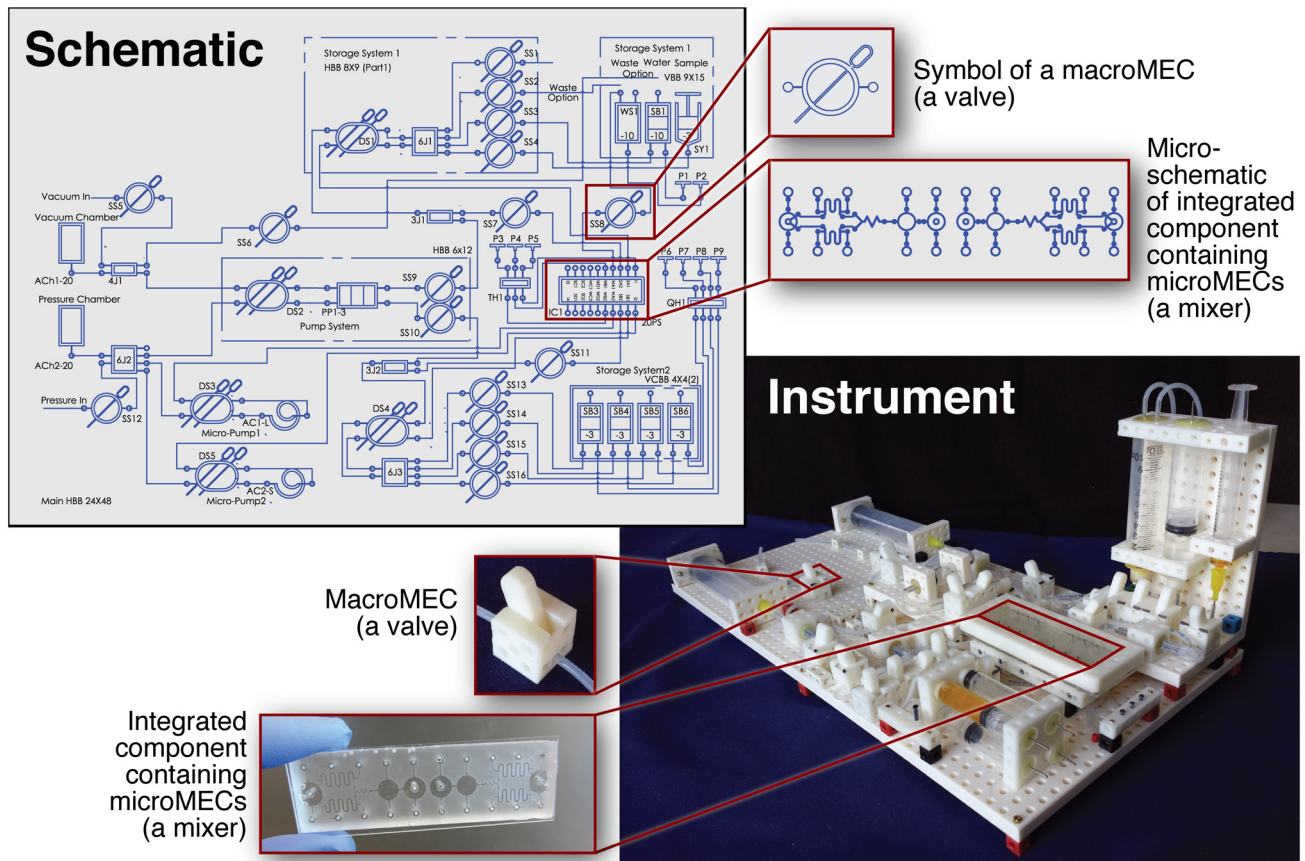 Schematic
Storage System 1
HBB 8X9 (Part1)
SS1
SS2
SS3
SS4
DS1
6J1
Waste
Option
Storage System 1
Waste Water Sample
Option
VBB 9X15
WS1
-10
SB1
-10
SY1
P1 P2
Vacuum In
SS5
Vacuum Chamber
ACh1-20
4J1
SS6
3J1
SS7
SS8
P3 P4 P5
P6 P7 P8 P9
HBB 6x12
SS9
DS2
PP1-3
SS10
Pump System
TH1
IC1
20PS
QH1
Pressure Chamber
ACh2-20
6J2
Pressure In
SS12
3J2
SS11
DS3
AC1-L
Micro-Pump1
DS4
SS13
SS14
SS15
SS16
6J3
DS5
AC2-S
Micro-Pump2
Storage System2
VCBB 4X4(2)
SB3 SB4 SB5 SB6
-3 -3 -3 -3
Main HBB 24X48
Symbol of a macroMEC
(a valve)
Micro-
schematic
of integrated
component
containing
microMECs
(a mixer)
Instrument
MacroMEC
(a valve)
Integrated
component
containing
microMECs
(a mixer)